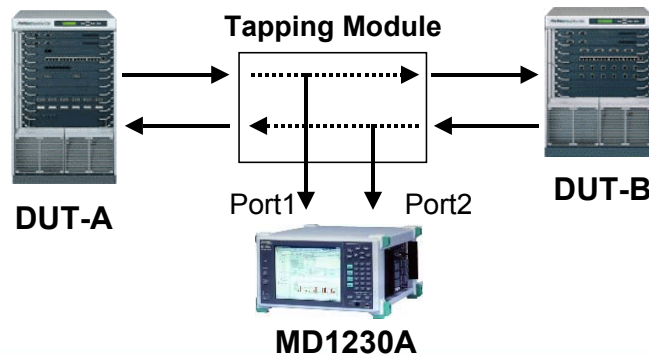 Tapping Module
DUT-A
DUT-B
Port1
Port2
MD1230A